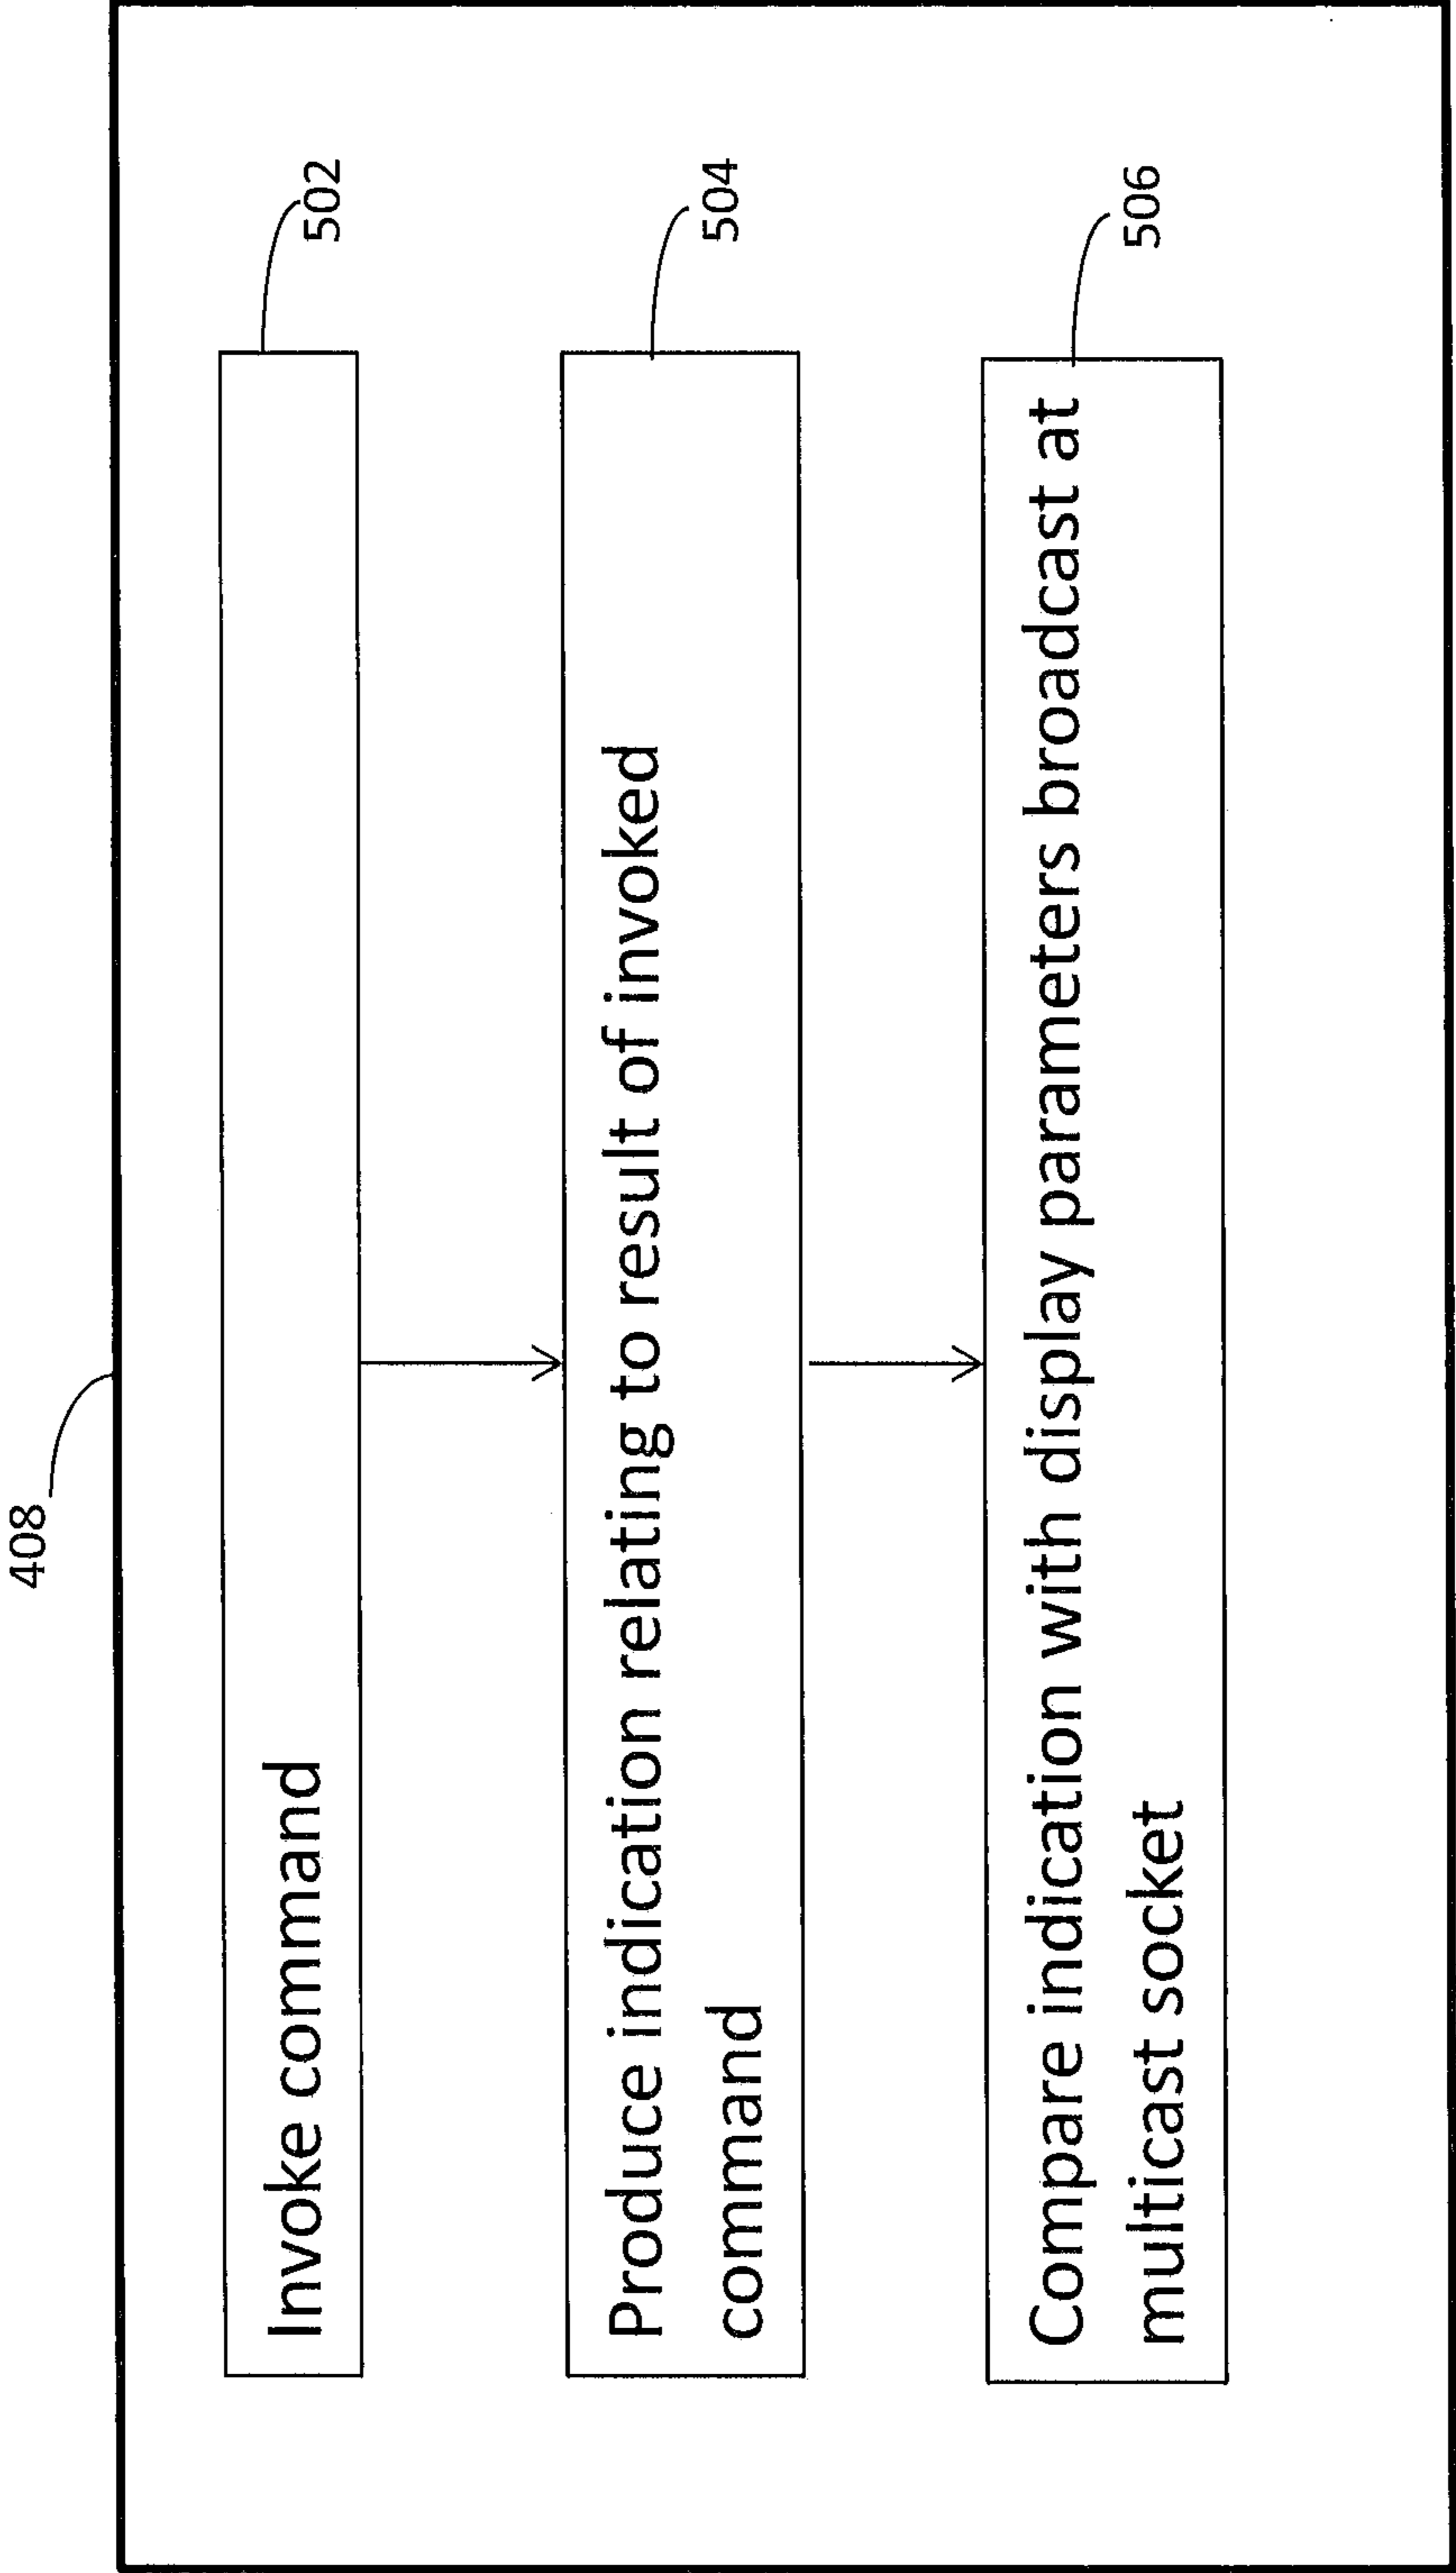 408
Invoke command
502
Produce indication relating to result of invoked
command
504
Compare indication with display parameters broadcast at
multicast socket
506